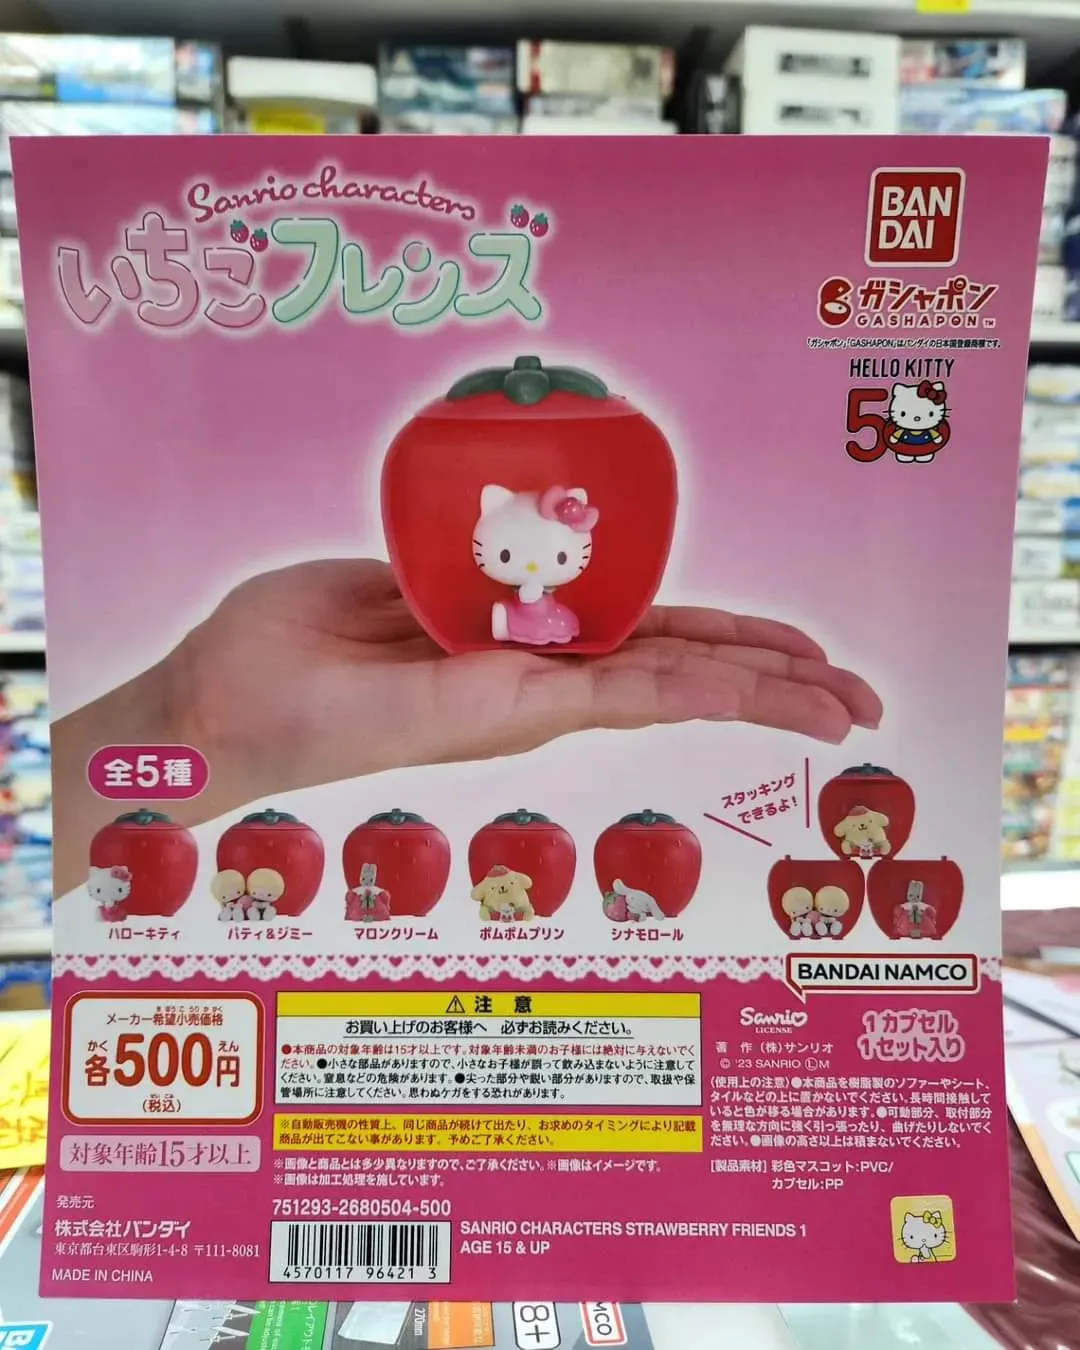 Sanrio characters
いちごフレンズ
BAN
DAI
ガシャポン
GASHAPON™
「ガシャポン」「GASHAPON」はバンダイの日本国登録商標です。
HELLO KITTY
50
全5種
スタッキング
できるよ!
ハローキティ
パティ&ジミー
マロンクリーム
ポムポムプリン
シナモロール
BANDAI NAMCO
メーカー希望小売価格
かく
各500円
えん
(税込)
ぜいこみ
対象年齢15才以上
⚠注意
お買い上げのお客様へ 必ずお読みください。
●本商品の対象年齢は15才以上です。対象年齢未満のお子様には絶対に与えないでく
ださい。●小さな部品がありますので、小さなお子様が誤って飲み込まないように注意して
ください。窒息などの危険があります。●尖った部分や鋭い部分がありますので、取扱や保
管場所に注意してください。思わぬケガをする恐れがあります。
※自動販売機の性質上、同じ商品が続けて出たり、お求めのタイミングにより記載
商品が出てこない事があります。予めご了承ください。
※画像と商品とは多少異なりますので、ご了承ください。※画像はイメージです。
※画像は加工処理を施しています。
Sanrio
LICENSE
1カプセル
1セット入り
著 作 (株)サンリオ
© '23 SANRIO ⓁM
〈使用上の注意〉●本商品を樹脂製のソファーやシート、
タイルなどの上に置かないでください。長時間接触して
いると色が移る場合があります。●可動部分、取付部分
を無理な方向に強く引っ張ったり、曲げたりしないでくだ
さい。●画像の高さ以上は積まないでください。
[製品素材] 彩色マスコット:PVC/
カプセル:PP
発売元
株式会社バンダイ
東京都台東区駒形1-4-8 〒111-8081
MADE IN CHINA
751293-2680504-500
4570117 964213
SANRIO CHARACTERS STRAWBERRY FRIENDS 1
AGE 15 & UP
270mm
8+